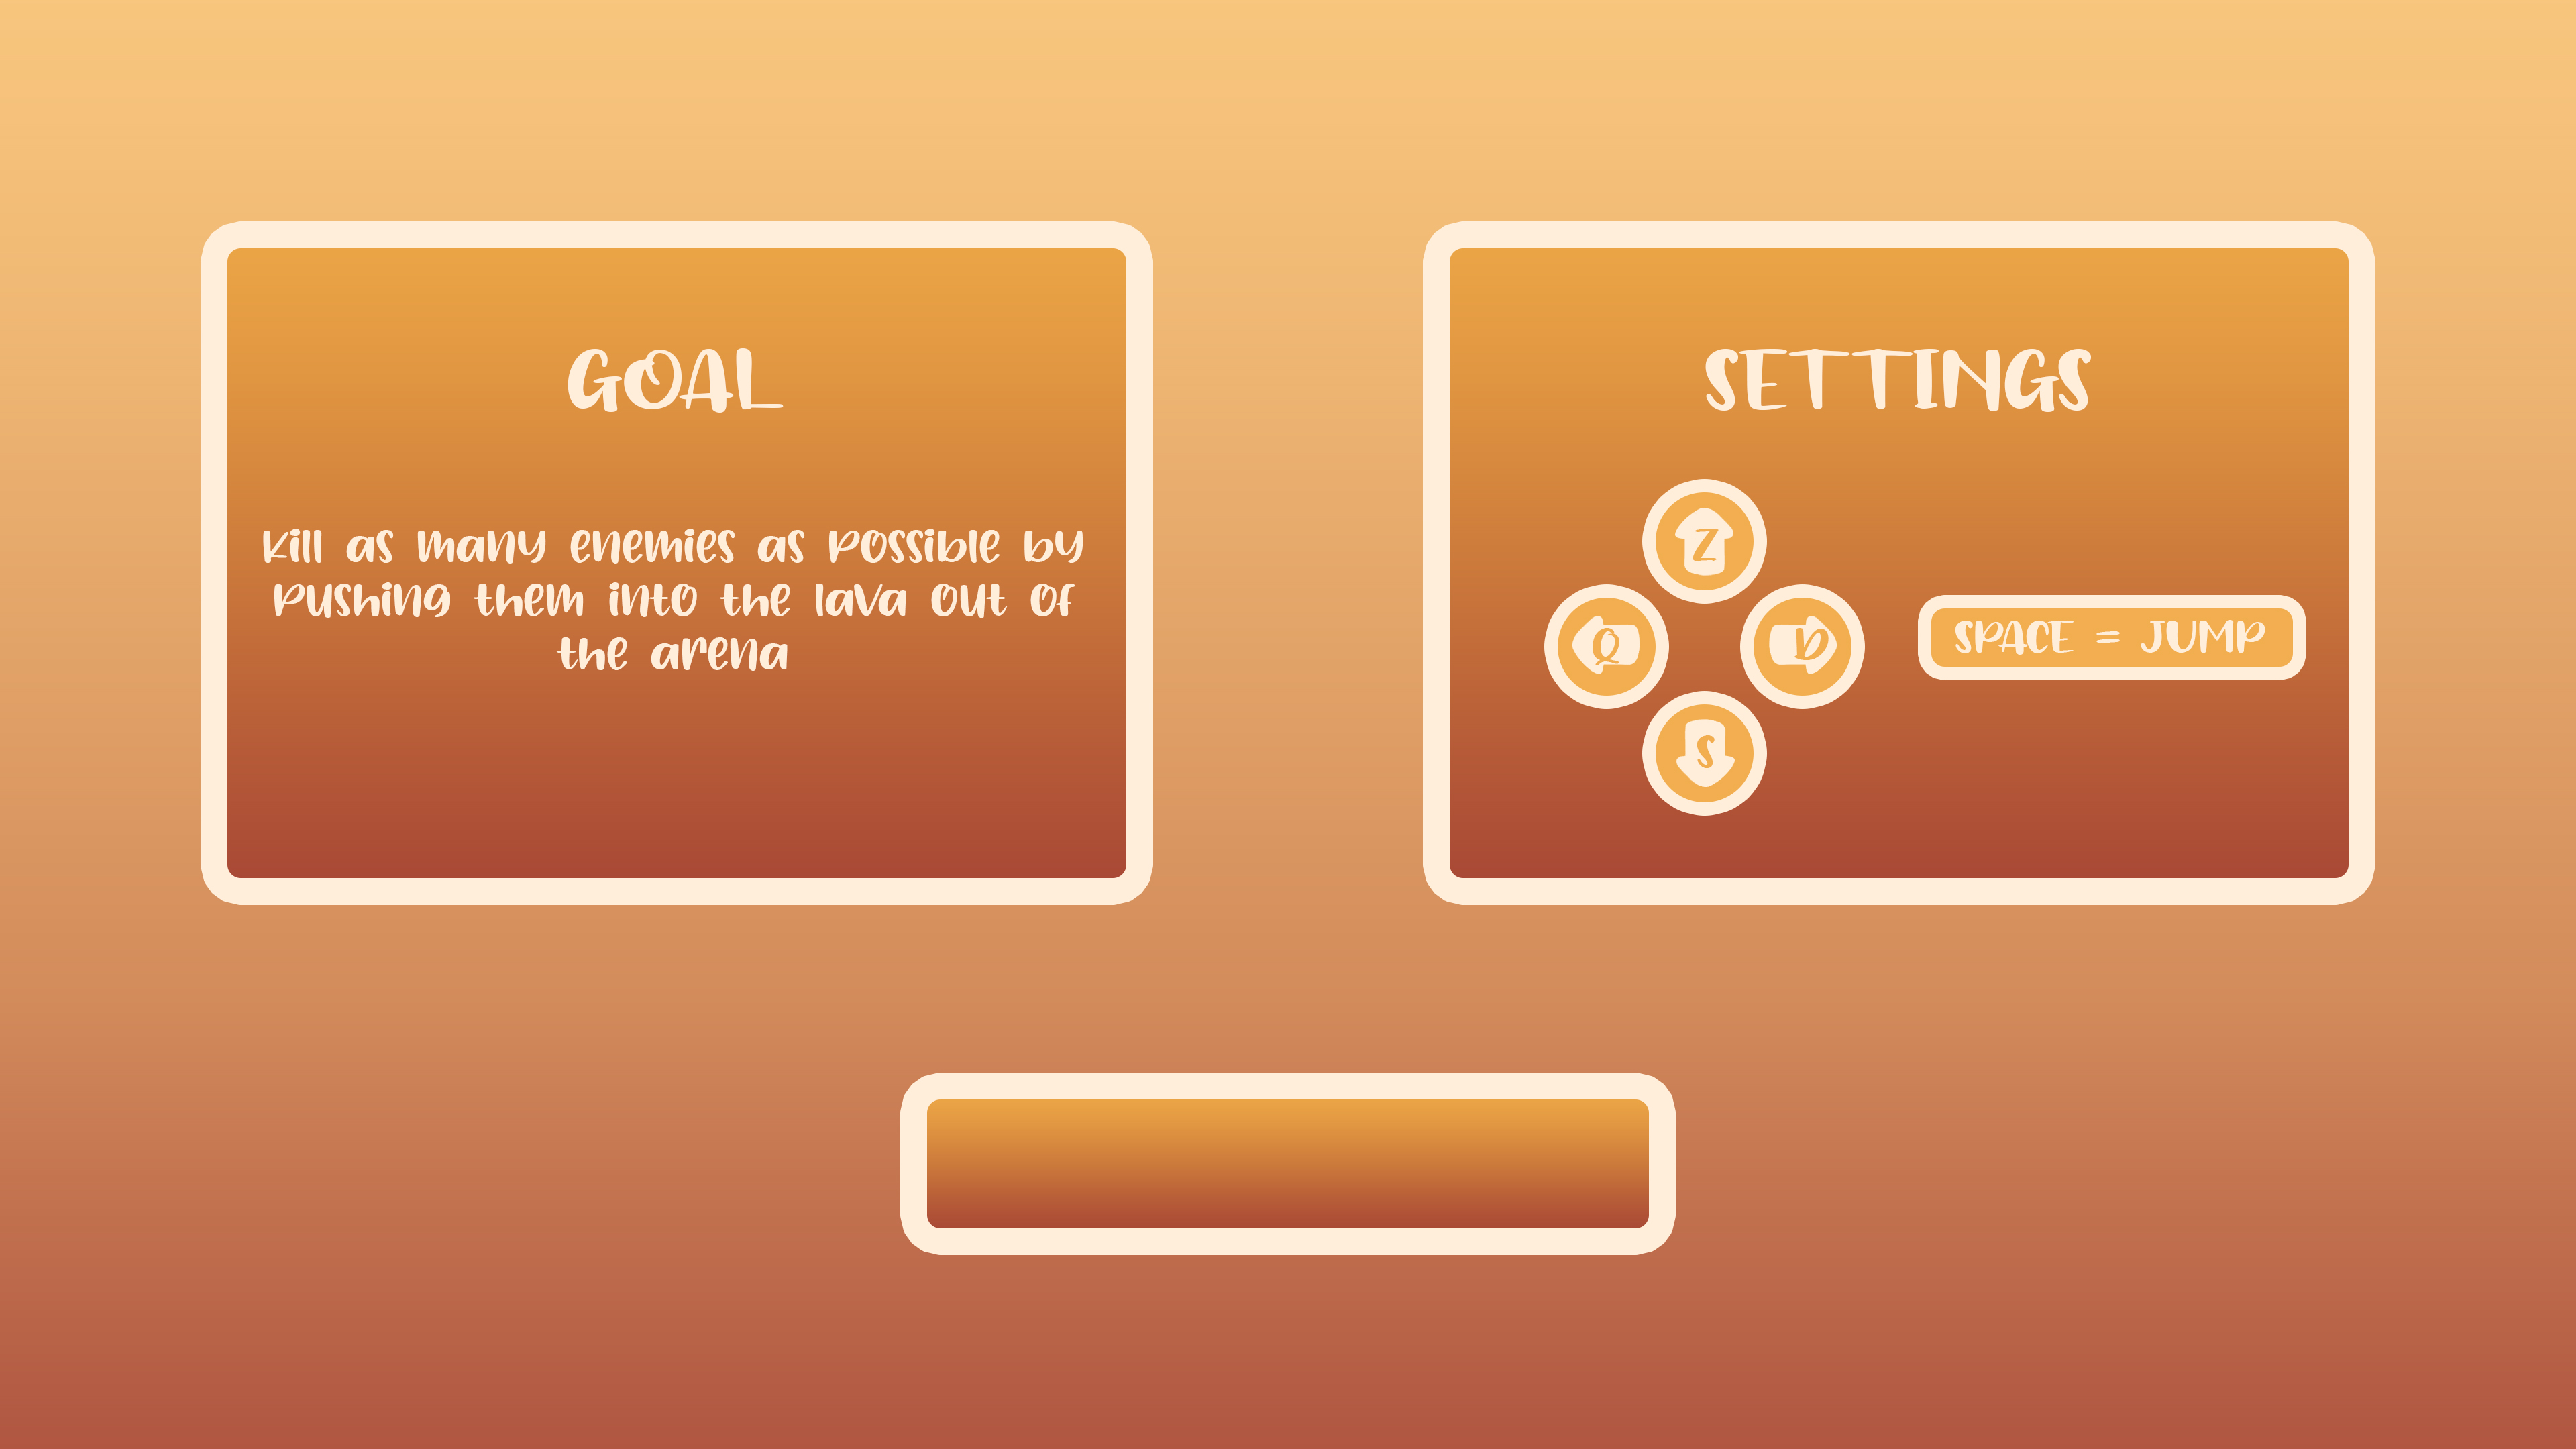 GOAL
Kill as many enemies as possible by
pushing them into the lava out of
the arena
SETTINGS
Z
Q
D
S
SPACE = JUMP